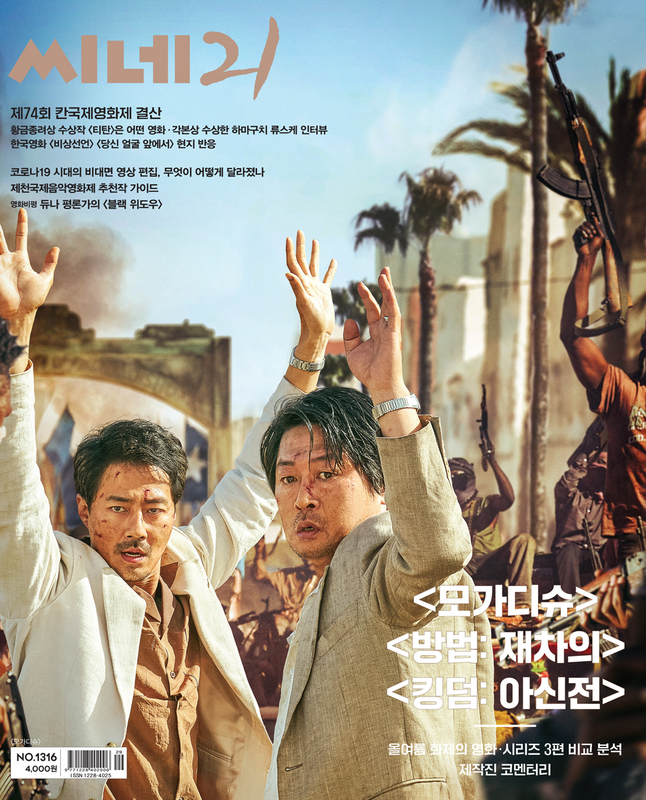 씨네21
제74회 칸국제영화제 결산
황금종려상 수상작 <티탄>은 어떤 영화·각본상 수상한 하마구치 류스케 인터뷰
한국영화 <비상선언> <당신 얼굴 앞에서> 현지 반응
코로나19 시대의 비대면 영상 편집, 무엇이 어떻게 달라졌나
제천국제음악영화제 추천작 가이드
영화비평 듀나 평론가의 <블랙 위도우>
<모가디슈>
<방법: 재차의>
<킹덤: 아신전>
올여름 화제의 영화·시리즈 3편 비교 분석
제작진 코멘터리
<모가디슈>
NO.1316
4,000원
29
9 771228 402006
ISSN 1228-4025